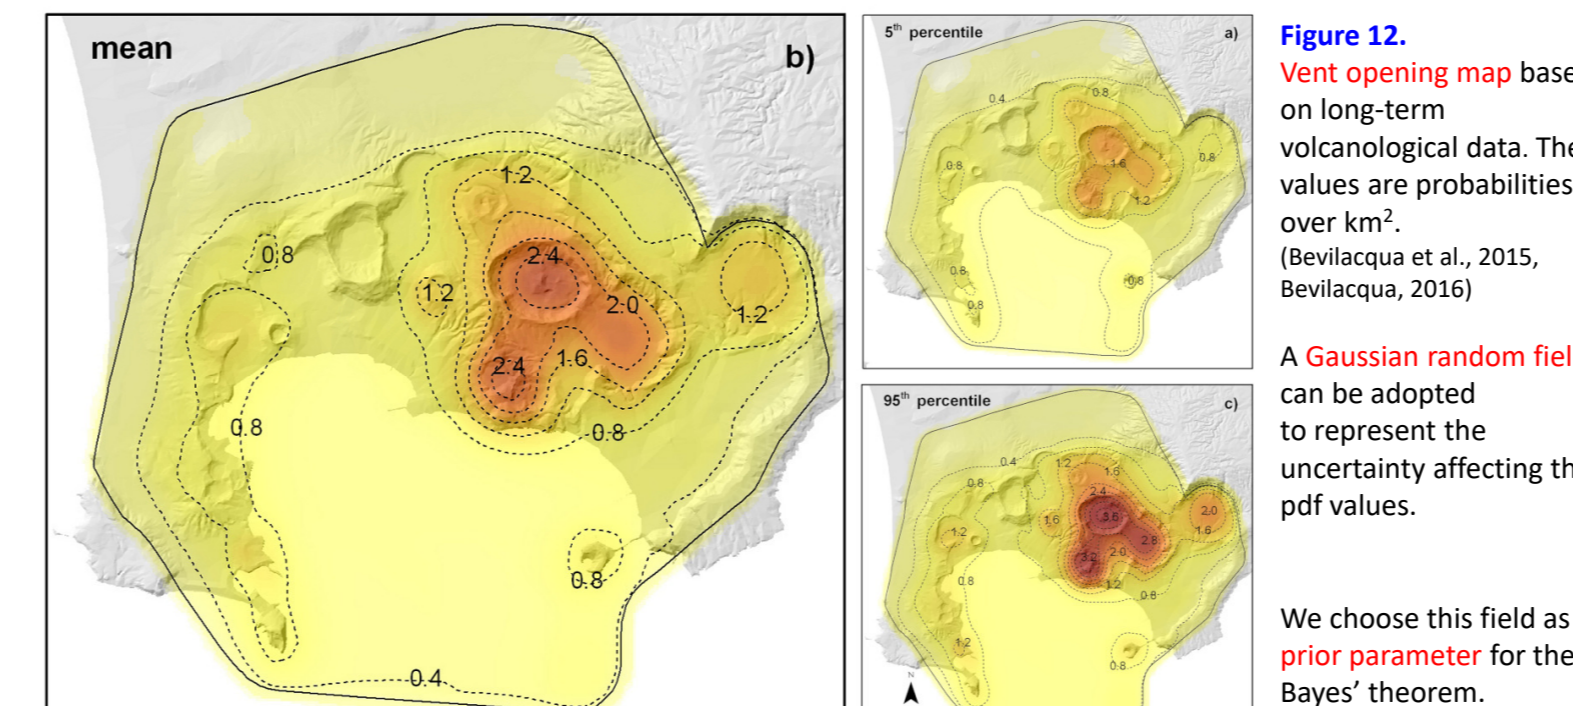 mean
b)
1.2
0.8
2.4
1.2
2.0
1.2
2.4
1.6
0.8
0.8
0.8
0.4
5th percentile
a)
0.4
0.8
0.8
1.6
0.8
1.2
0.8
0.8
0.8
95th percentile
c)
0.4
1.2
1.6
0.8
2.4
3.6
2.0
1.6
1.2
1.6
2.8
3.2
2.0
0.8
1.2
0.8
1.2
0.8
N
Figure 12.
Vent opening map base
on long-term
volcanological data. The
values are probabilities
over km².
(Bevilacqua et al., 2015,
Bevilacqua, 2016)
A Gaussian random fiel
can be adopted
to represent the
uncertainty affecting th
pdf values.
We choose this field as
prior parameter for the
Bayes’ theorem.